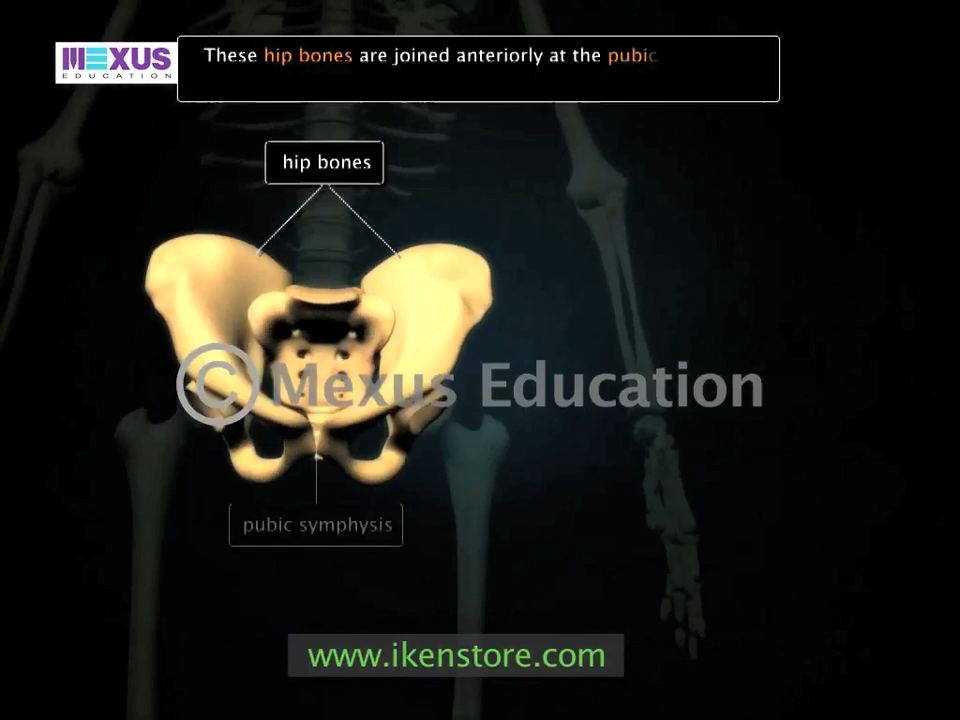 MEXUS
EDUCATION
These hip bones are joined anteriorly at the pubic
hip bones
© Mexus Education
pubic symphysis
www.ikenstore.com